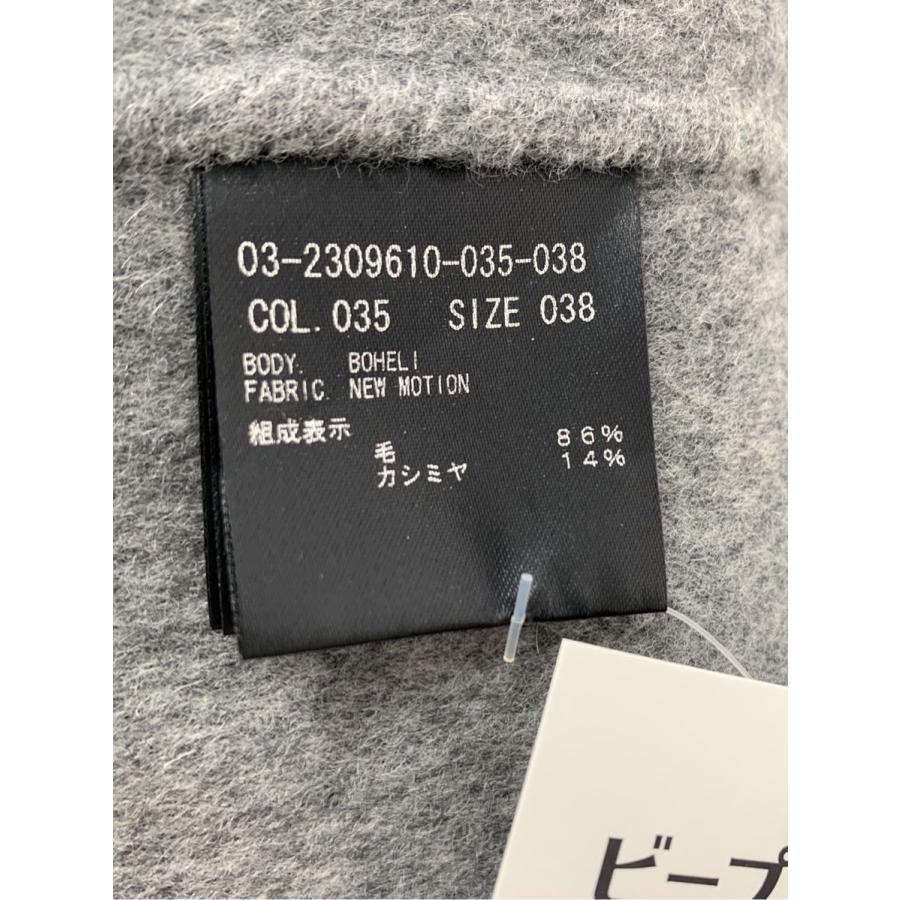 03-2309610-035-038
COL. 035 SIZE 038
BODY. BOHELI
FABRIC. NEW MOTION
組成表示
毛 86%
カシミヤ 14%
ビープ